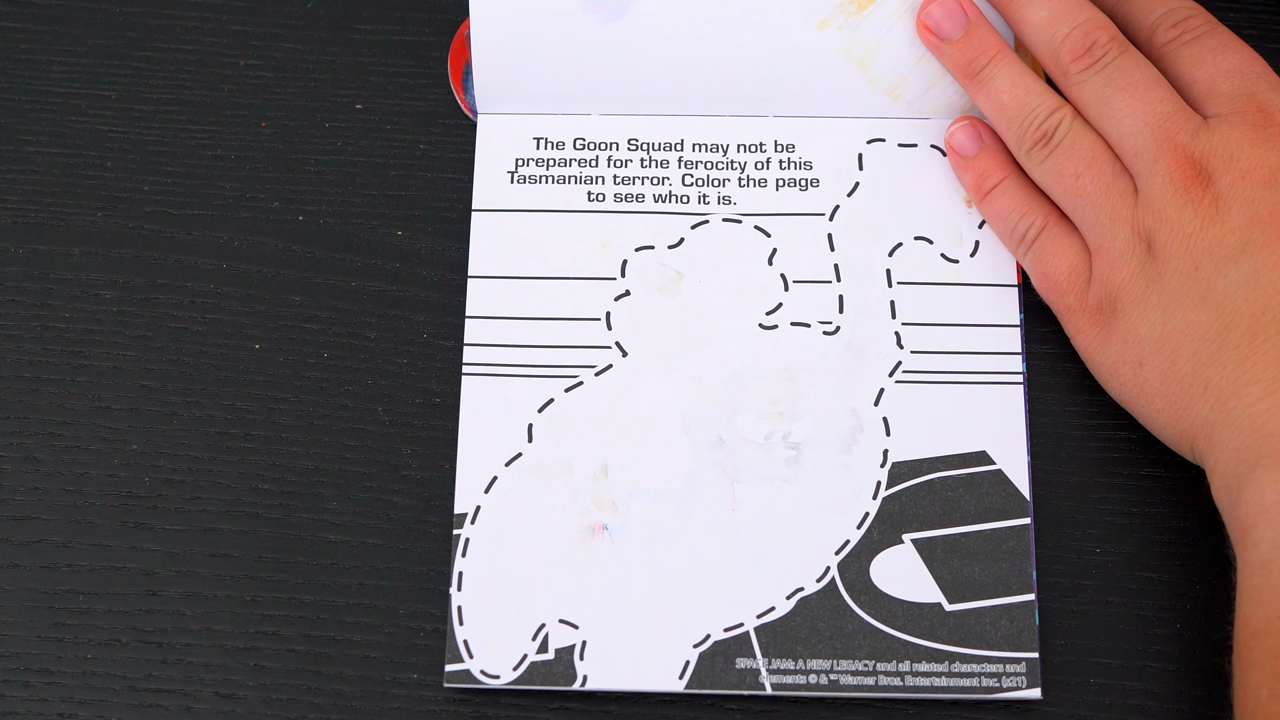 The Goon Squad may not be
prepared for the ferocity of this
Tasmanian terror. Color the page
to see who it is.
SPACE JAM: A NEW LEGACY and all related characters and
elements © & ™ Warner Bros. Entertainment Inc. (s21)